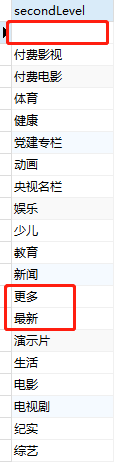 secondLevel
付费影视
付费电影
体育
健康
党建专栏
动画
央视名栏
娱乐
少儿
教育
新闻
更多
最新
演示片
生活
电影
电视剧
纪实
综艺